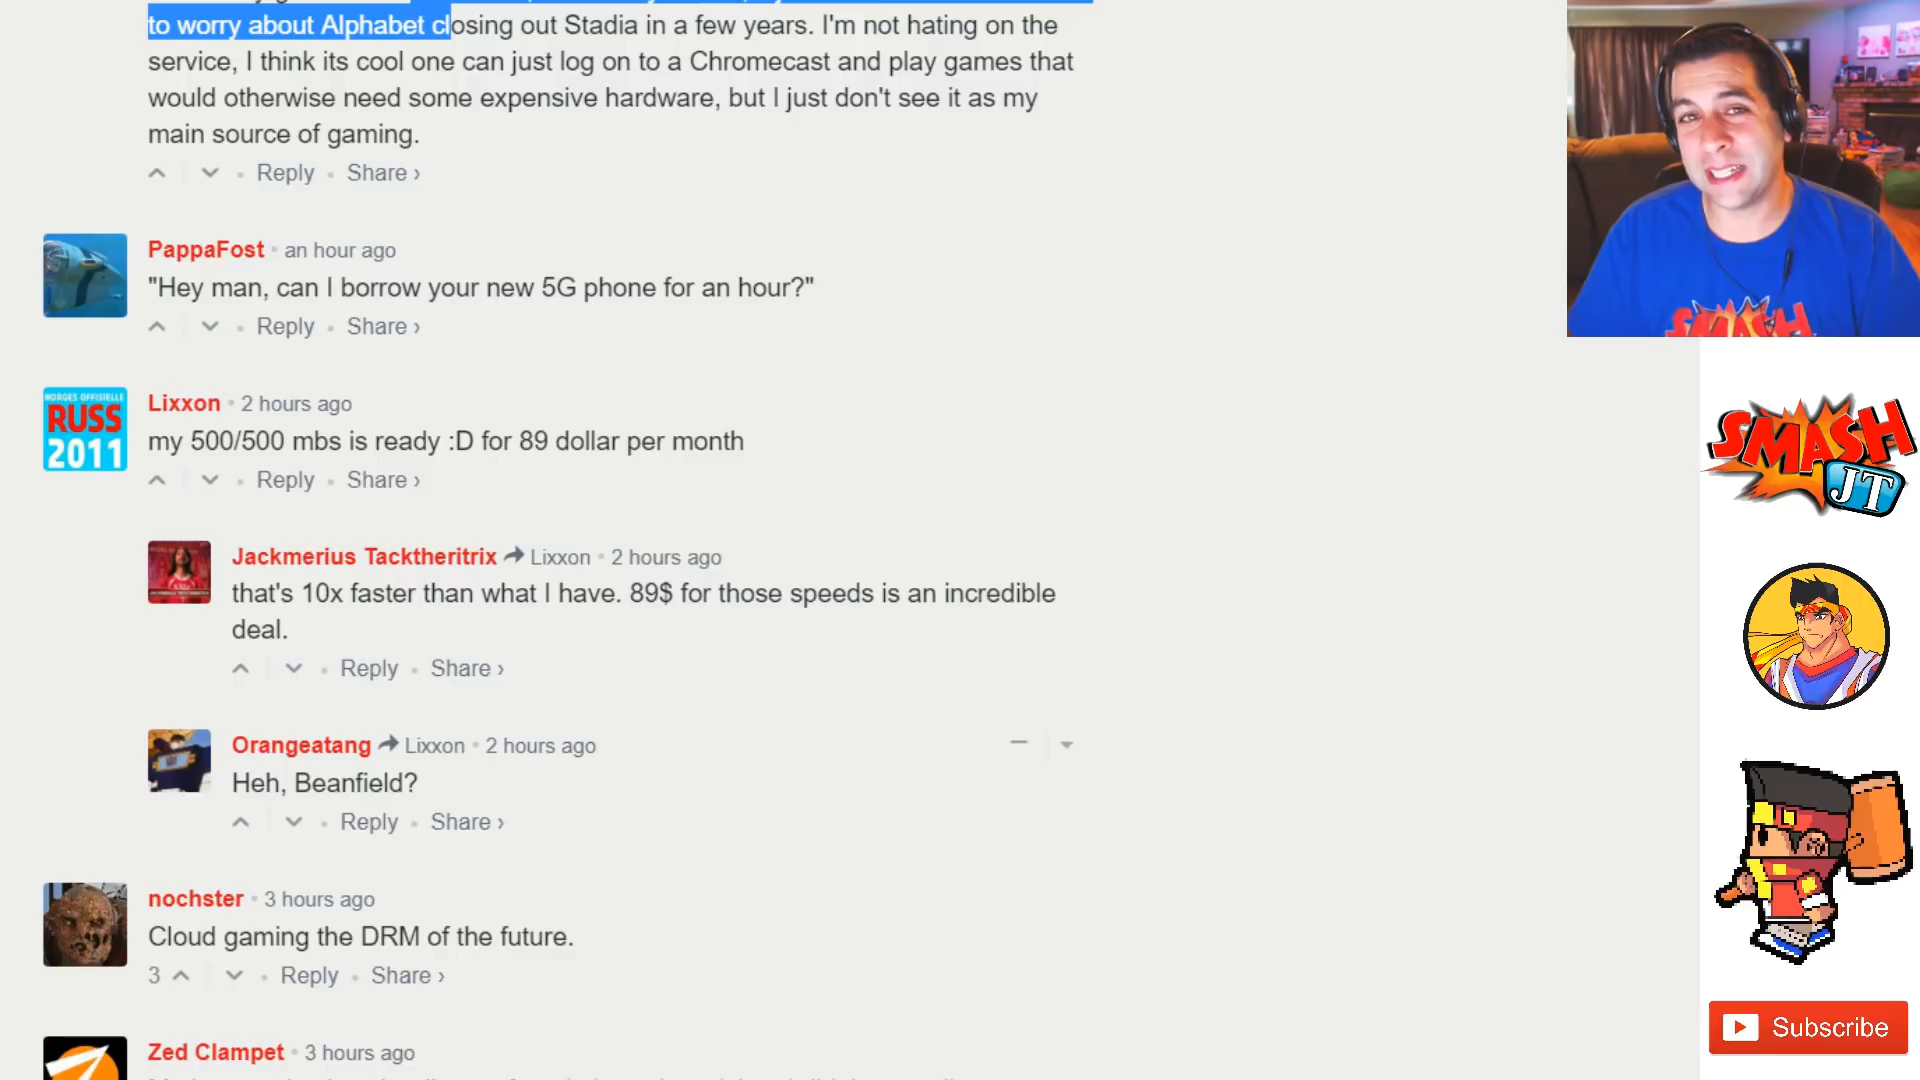 to worry about Alphabet closing out Stadia in a few years. I'm not hating on the
service, I think its cool one can just log on to a Chromecast and play games that
would otherwise need some expensive hardware, but I just don't see it as my
main source of gaming.
Reply • Share ›
PappaFost • an hour ago
"Hey man, can I borrow your new 5G phone for an hour?"
Reply • Share ›
NORGES OFFISIELLE
RUSS
2011
Lixxon • 2 hours ago
my 500/500 mbs is ready :D for 89 dollar per month
Reply • Share ›
Jackmerius Tacktheritrix Lixxon • 2 hours ago
that's 10x faster than what I have. 89$ for those speeds is an incredible
deal.
Reply • Share ›
Orangeatang Lixxon • 2 hours ago
Heh, Beanfield?
Reply • Share ›
nochster • 3 hours ago
Cloud gaming the DRM of the future.
3 Reply • Share ›
Zed Clampet • 3 hours ago
SMASH
SMASH
JT
Subscribe